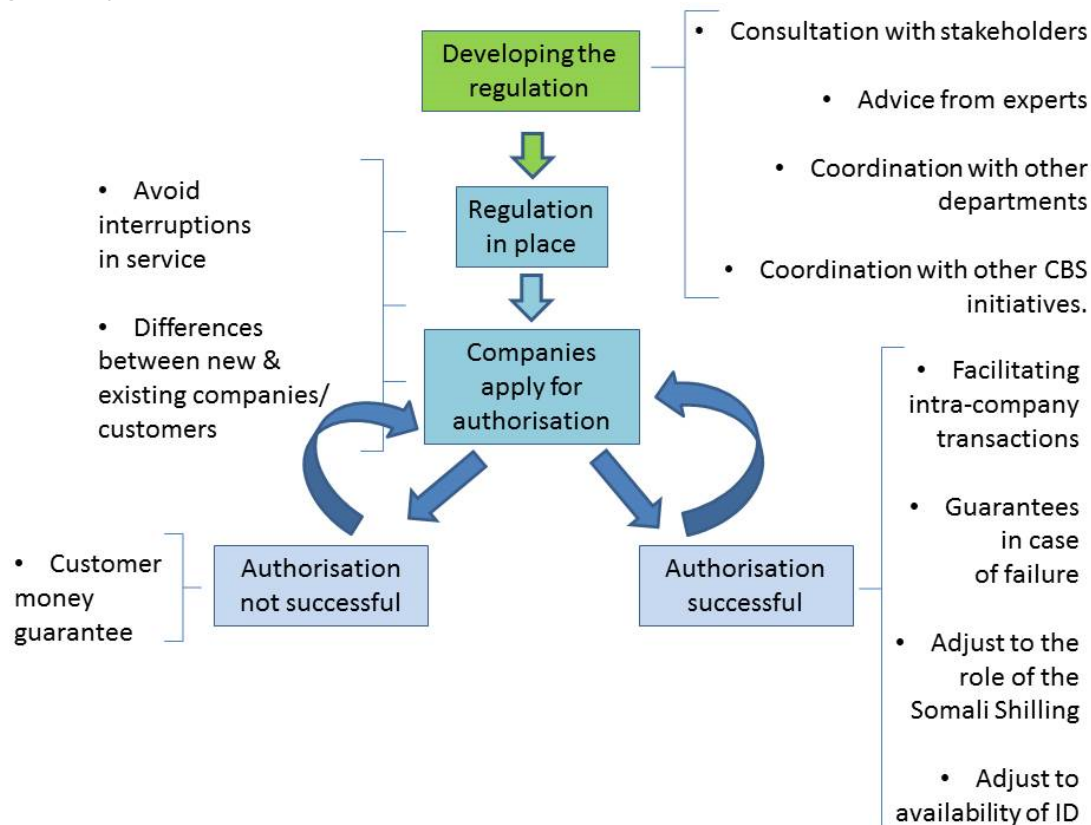 Developing the
regulation
• Consultation with stakeholders
• Advice from experts
• Coordination with other
departments
• Coordination with other CBS
initiatives.
• Avoid
interruptions
in service
• Differences
between new &
existing companies/
customers
Regulation
in place
Companies
apply for
authorisation
• Customer
money
guarantee
Authorisation
not successful
Authorisation
successful
• Facilitating
intra-company
transactions
• Guarantees
in case
of failure
• Adjust to the
role of the
Somali Shilling
• Adjust to
availability of ID